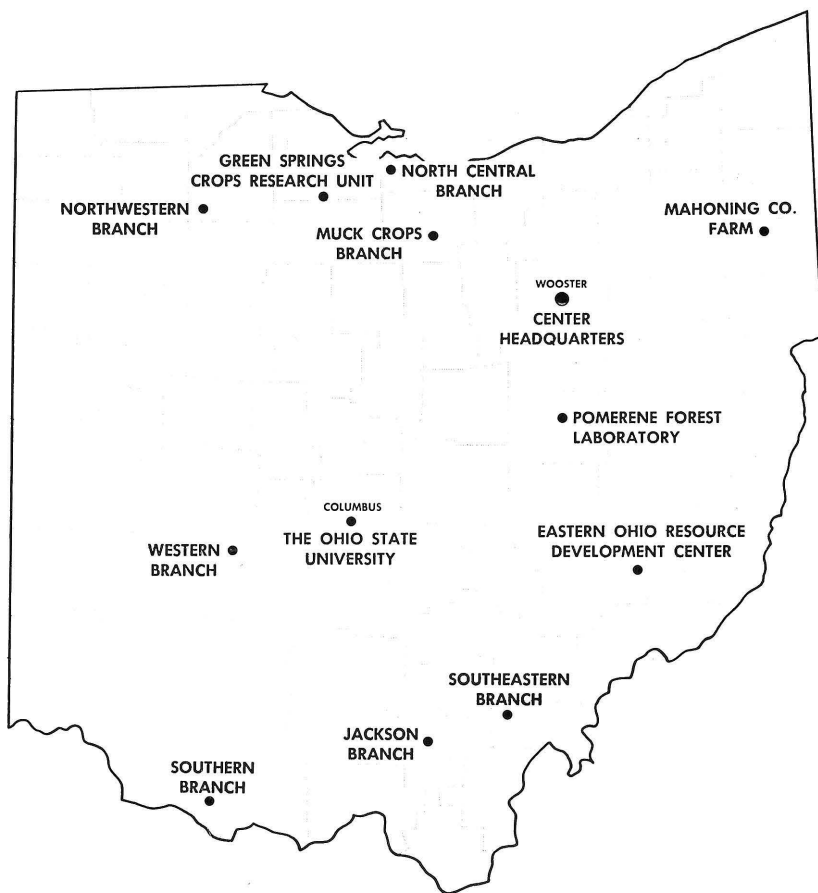 GREEN SPRINGS
CROPS RESEARCH UNIT
NORTH CENTRAL
BRANCH
NORTHWESTERN
BRANCH
MUCK CROPS
BRANCH
MAHONING CO.
FARM
WOOSTER
CENTER
HEADQUARTERS
POMERENE FOREST
LABORATORY
COLUMBUS
THE OHIO STATE
UNIVERSITY
WESTERN
BRANCH
EASTERN OHIO RESOURCE
DEVELOPMENT CENTER
SOUTHEASTERN
BRANCH
JACKSON
BRANCH
SOUTHERN
BRANCH